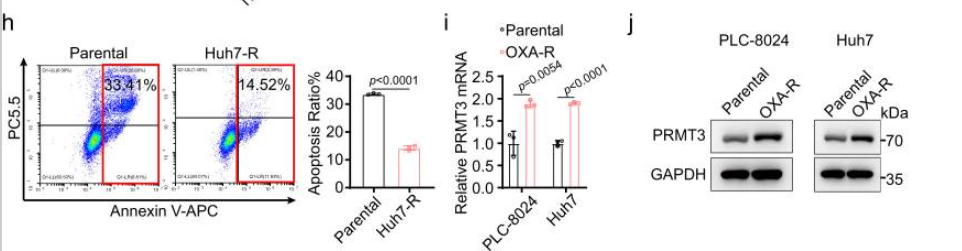 h
Parental
Huh7-R
33.41%
14.52%
PC5.5
Annexin V-APC
Apoptosis Ratio%
40
30
20
10
0
p<0.0001
Parental
Huh7-R
i
Parental
OXA-R
Relative PRMT3 mRNA
2.5
2.0
1.5
1.0
0.5
0.0
p=0.0054
p<0.0001
PLC-8024
Huh7
j
PLC-8024
Huh7
Parental
OXA-R
Parental
OXA-R
kDa
PRMT3
-70
GAPDH
-35